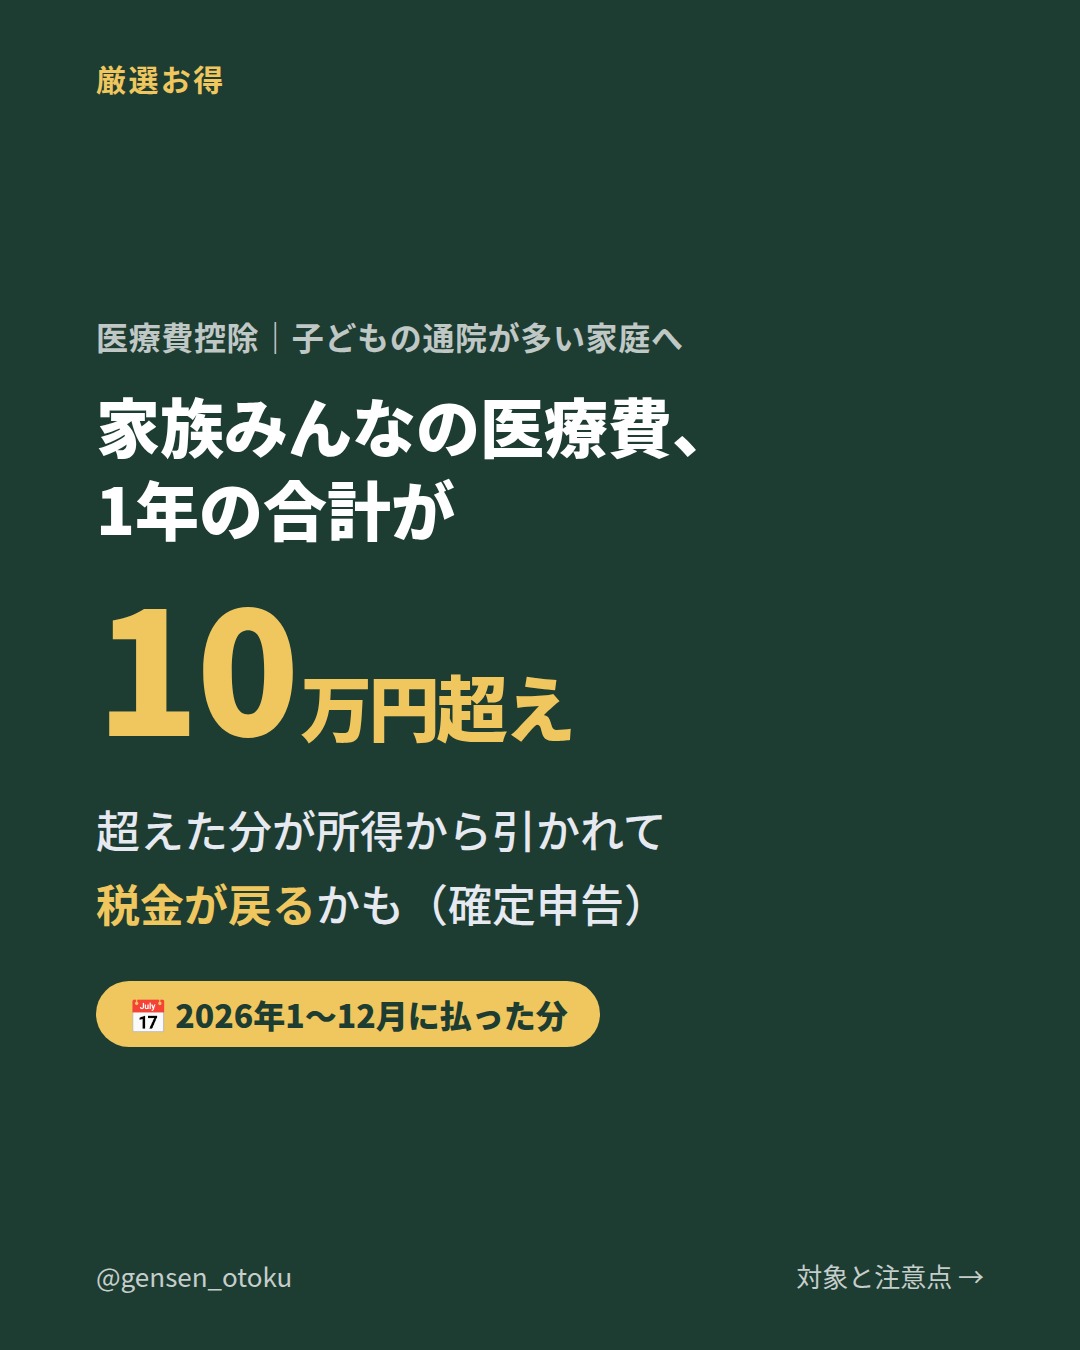 厳選お得
医療費控除｜子どもの通院が多い家庭へ
家族みんなの医療費、
1年の合計が
10万円超え
超えた分が所得から引かれて
税金が戻るかも（確定申告）
📅 2026年1〜12月に払った分
@gensen_otoku
対象と注意点 →